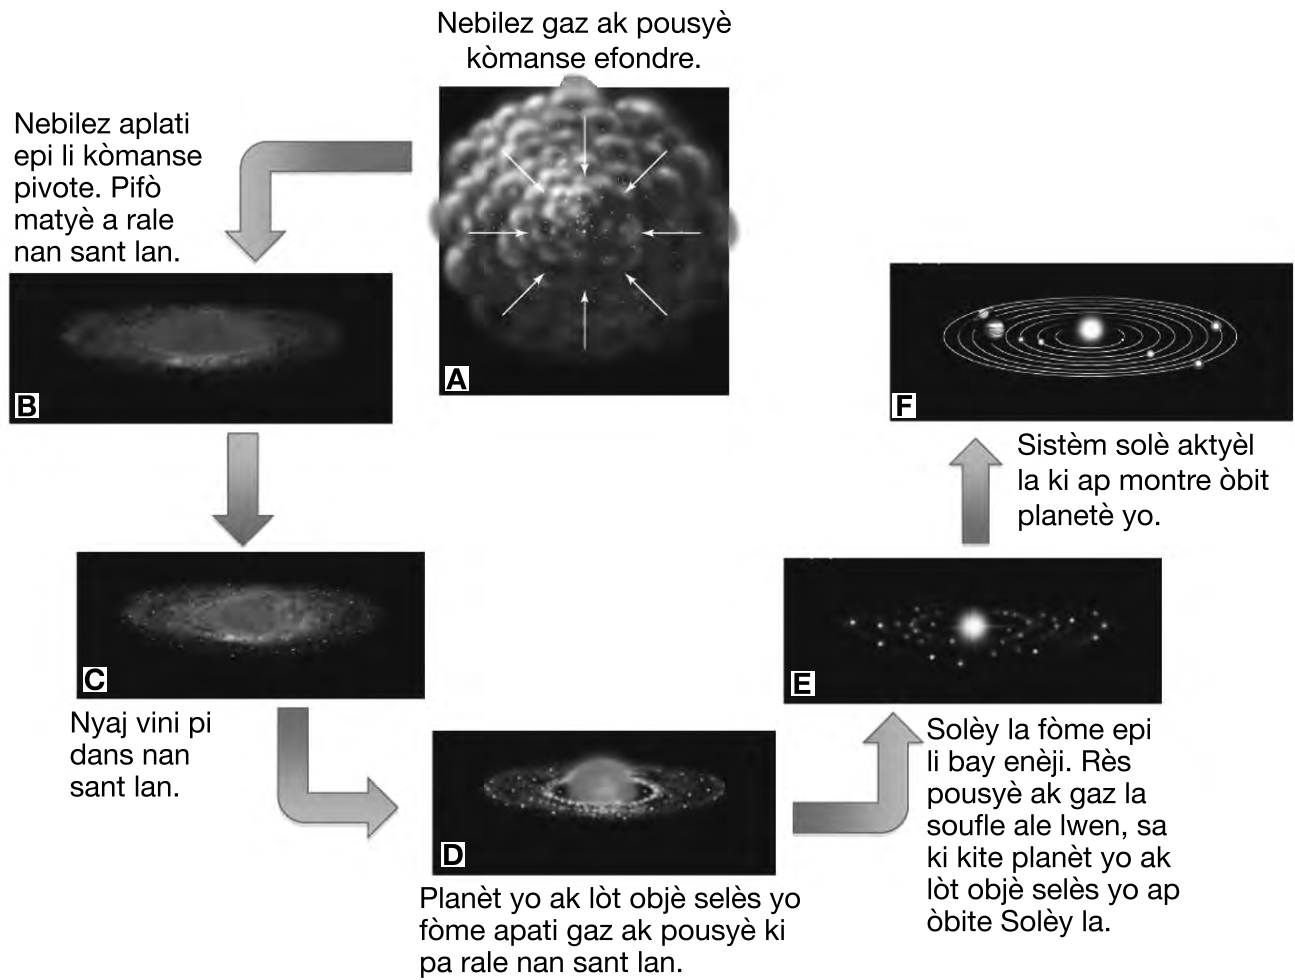 Nebilez gaz ak pousyè
kòmanse efondre.
A
Nebilez aplati
epi li kòmanse
pivote. Pifò
matyè a rale
nan sant lan.
B
C
Nyaj vini pi
dans nan
sant lan.
D
Planèt yo ak lòt objè selès yo
fòme apati gaz ak pousyè ki
pa rale nan sant lan.
E
Solèy la fòme epi
li bay enèji. Rès
pousyè ak gaz la
soufle ale lwen, sa
ki kite planèt yo ak
lòt objè selès yo ap
òbite Solèy la.
F
Sistèm solè aktyèl
la ki ap montre òbit
planetè yo.